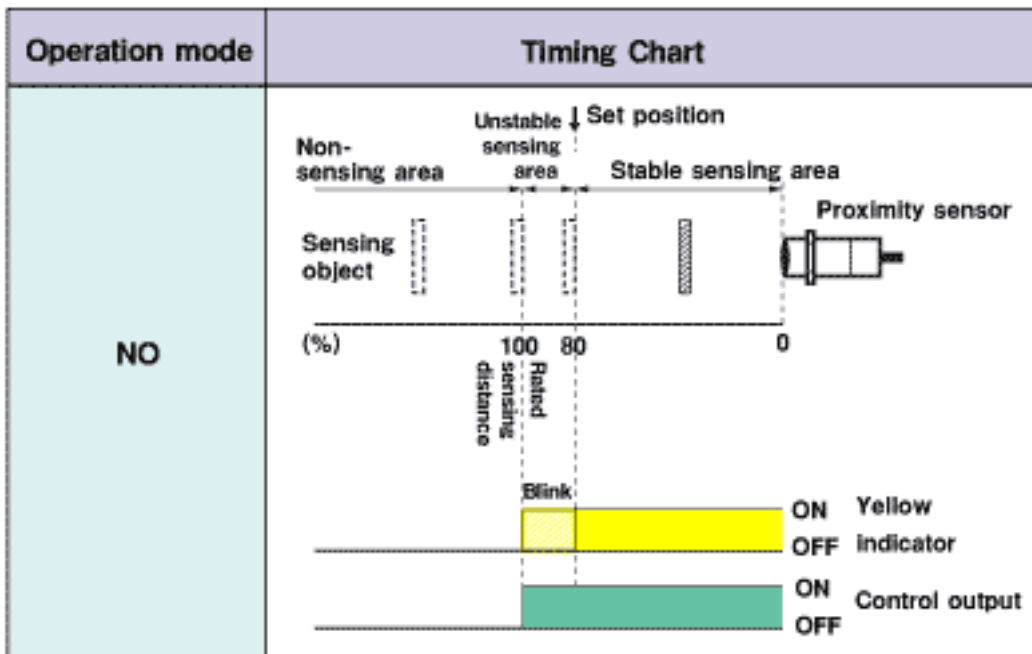 Operation mode
Timing Chart
NO
Non-
sensing area
Unstable
sensing
area
Set position
Stable sensing area
Proximity sensor
Sensing
object
(%)
100
80
0
Rated
sensing
distance
Blink
ON
OFF
Yellow
indicator
ON
OFF
Control output